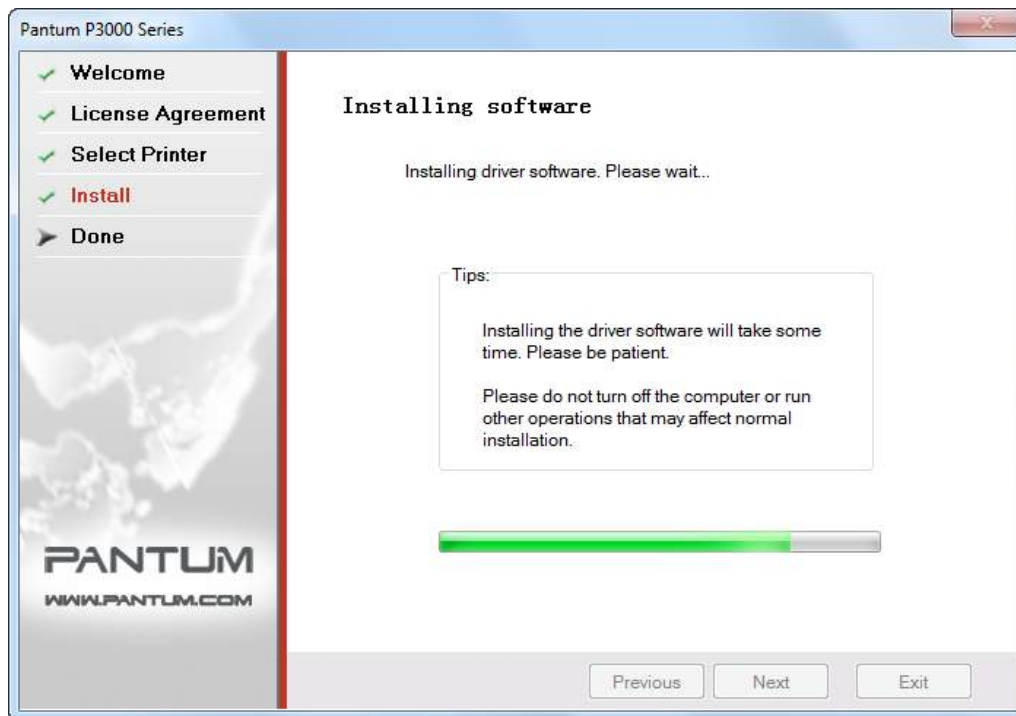 Pantum P3000 Series
Welcome
License Agreement
Select Printer
Install
Done
PANTUM
WWW.PANTUM.COM
Installing software
Installing driver software. Please wait...
Tips:
Installing the driver software will take some
time. Please be patient.
Please do not turn off the computer or run
other operations that may affect normal
installation.
Previous
Next
Exit